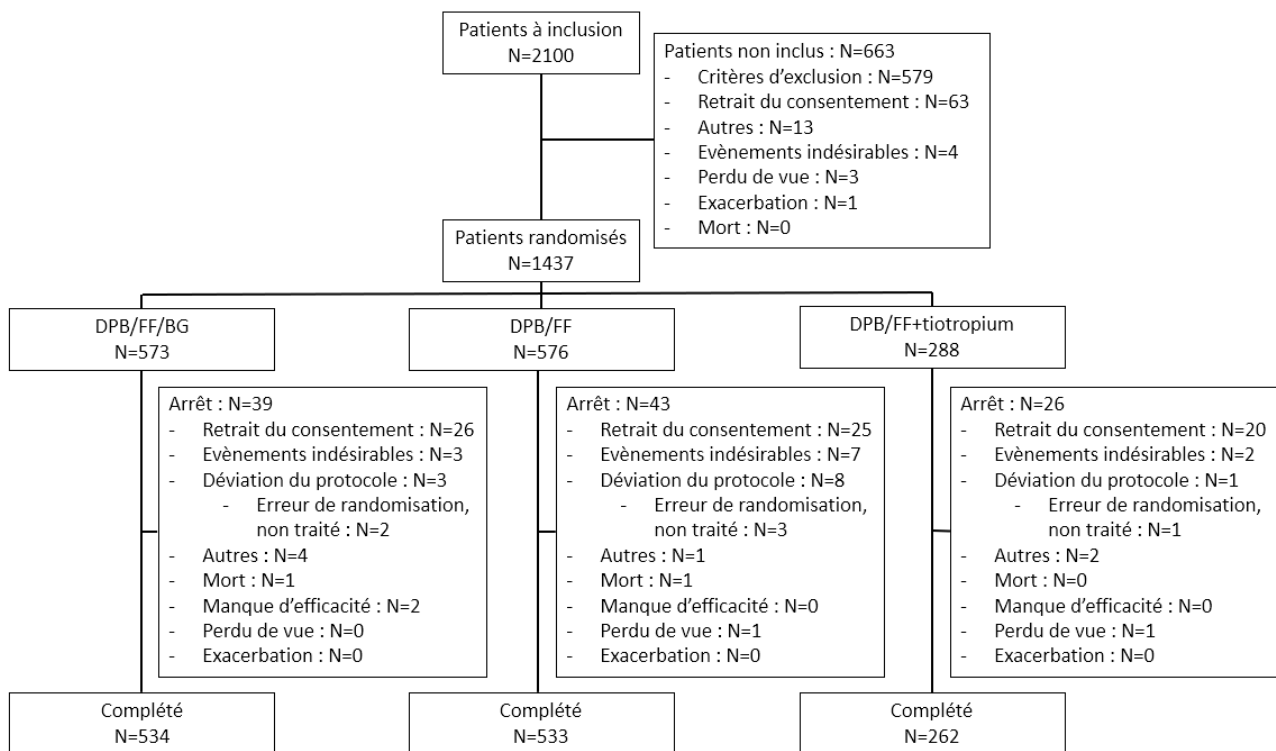 Patients à inclusion
N=2100
Patients non inclus : N=663
- Critères d’exclusion : N=579
- Retrait du consentement : N=63
- Autres : N=13
- Evènements indésirables : N=4
- Perdu de vue : N=3
- Exacerbation : N=1
- Mort : N=0
Patients randomisés
N=1437
DPB/FF/BG
N=573
DPB/FF
N=576
DPB/FF+tiotropium
N=288
Arrêt : N=39
- Retrait du consentement : N=26
- Evènements indésirables : N=3
- Déviation du protocole : N=3
- Erreur de randomisation,
non traité : N=2
- Autres : N=4
- Mort : N=1
- Manque d’efficacité : N=2
- Perdu de vue : N=0
- Exacerbation : N=0
Arrêt : N=43
- Retrait du consentement : N=25
- Evènements indésirables : N=7
- Déviation du protocole : N=8
- Erreur de randomisation,
non traité : N=3
- Autres : N=1
- Mort : N=1
- Manque d’efficacité : N=0
- Perdu de vue : N=1
- Exacerbation : N=0
Arrêt : N=26
- Retrait du consentement : N=20
- Evènements indésirables : N=2
- Déviation du protocole : N=1
- Erreur de randomisation,
non traité : N=1
- Autres : N=2
- Mort : N=0
- Manque d’efficacité : N=0
- Perdu de vue : N=1
- Exacerbation : N=0
Complété
N=534
Complété
N=533
Complété
N=262